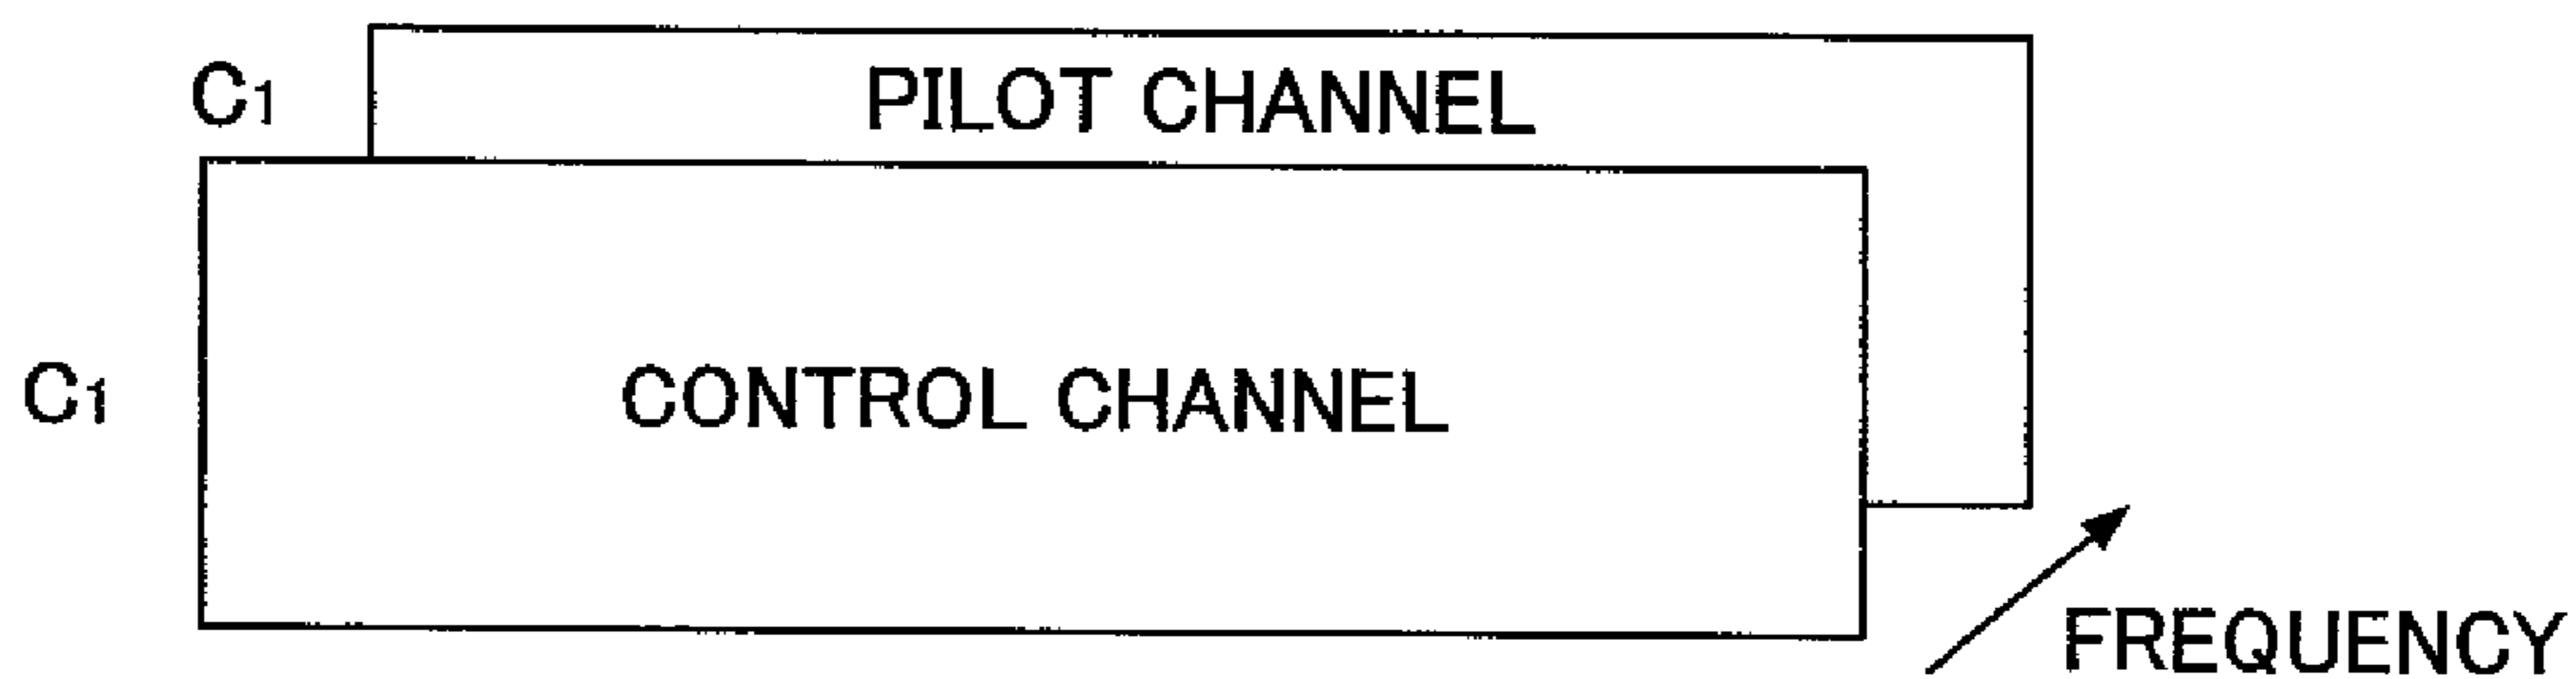 C1
PILOT CHANNEL
C1
CONTROL CHANNEL
FREQUENCY